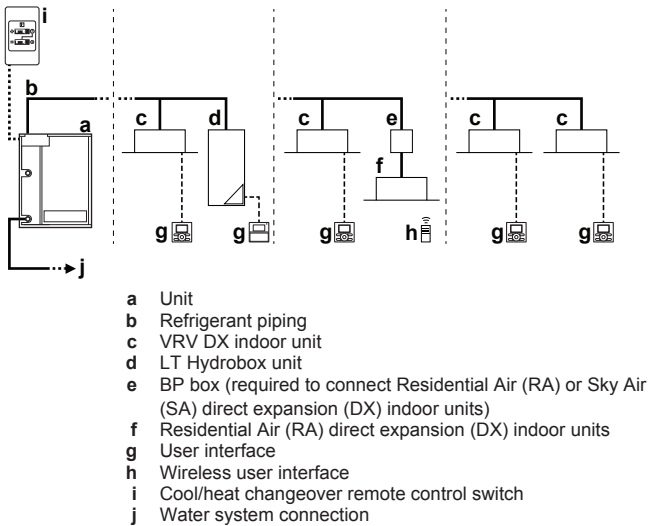 i
b
a
c
d
c
e
c
c
f
g
g
g
h
g
g
j
a Unit
b Refrigerant piping
c VRV DX indoor unit
d LT Hydrobox unit
e BP box (required to connect Residential Air (RA) or Sky Air
(SA) direct expansion (DX) indoor units)
f Residential Air (RA) direct expansion (DX) indoor units
g User interface
h Wireless user interface
i Cool/heat changeover remote control switch
j Water system connection